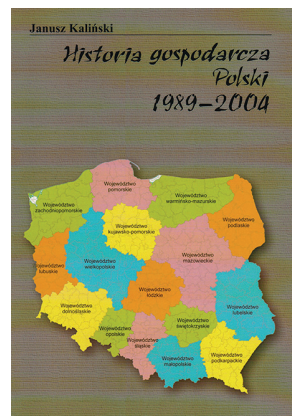 Janusz Kaliński
Historia gospodarcza
Polski
1989–2004
Województwo
pomorskie
Województwo
zachodniopomorskie
Województwo
warmińsko-mazurskie
Województwo
kujawsko-pomorskie
Województwo
podlaskie
Województwo
mazowieckie
Województwo
wielkopolskie
Województwo
lubuskie
Województwo
łódzkie
Województwo
lubelskie
Województwo
dolnośląskie
Województwo
opolskie
Województwo
świętokrzyskie
Województwo
śląskie
Województwo
małopolskie
Województwo
podkarpackie